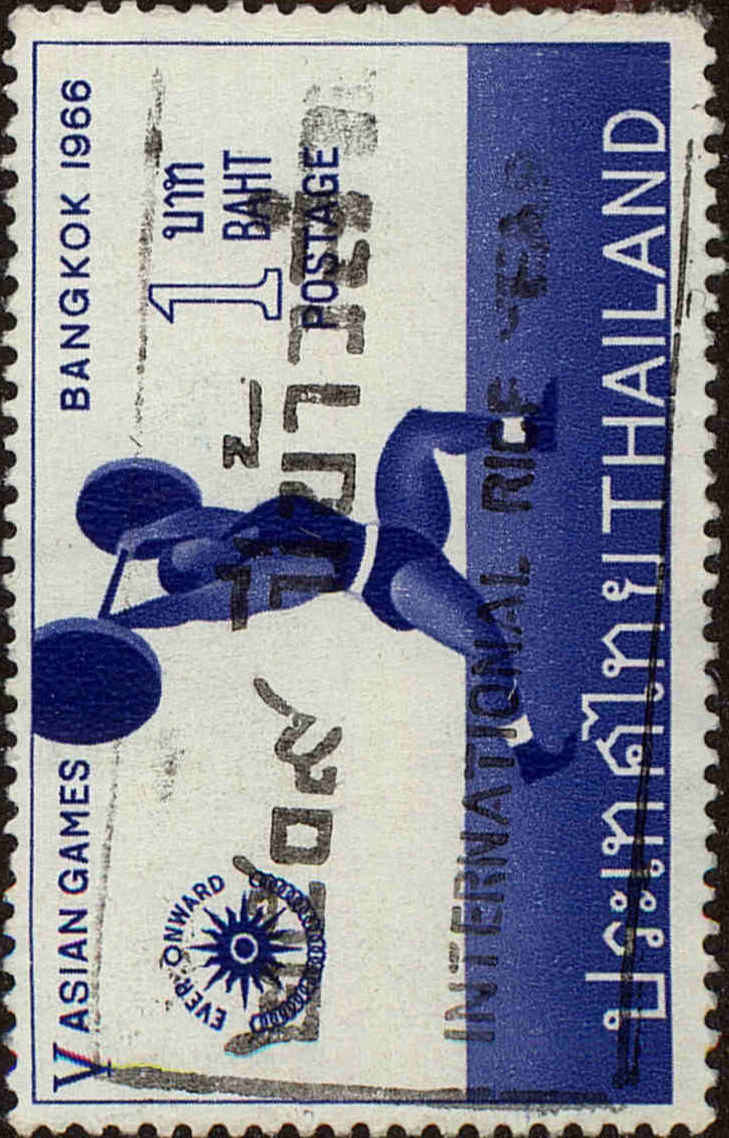 V ASIAN GAMES BANGKOK 1966
1 บาท
BAHT
POSTAGE
EVER ONWARD
INTERNATIONAL RICE YEAR
ประเทศไทย THAILAND